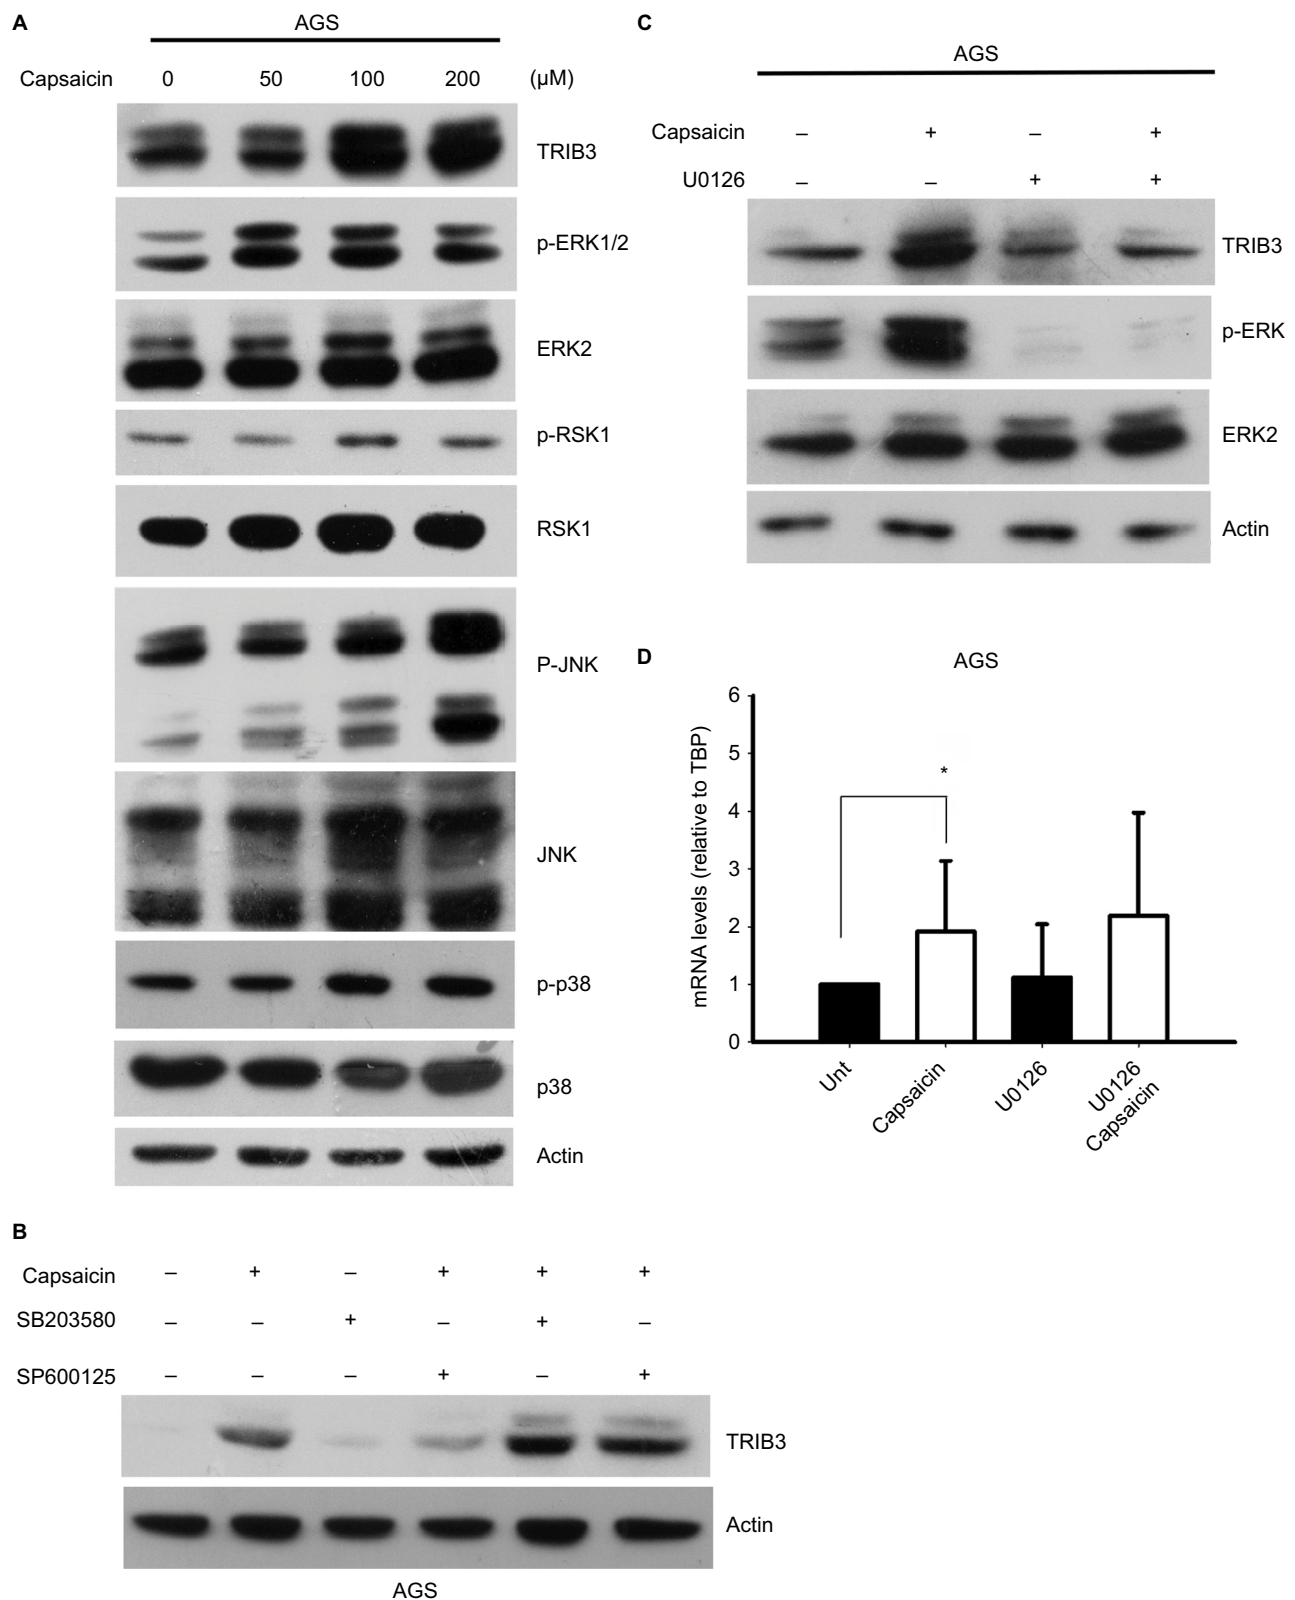 A
AGS
Capsaicin 0 50 100 200 (µM)
TRIB3
p-ERK1/2
ERK2
p-RSK1
RSK1
P-JNK
JNK
p-p38
p38
Actin
B
Capsaicin – + – + + +
SB203580 – – + – + –
SP600125 – – – + – +
TRIB3
Actin
AGS
C
AGS
Capsaicin – + – +
U0126 – – + +
TRIB3
p-ERK
ERK2
Actin
D
AGS
mRNA levels (relative to TBP)
6
5
4
3
2
1
0
*
Unt
Capsaicin
U0126
U0126
Capsaicin